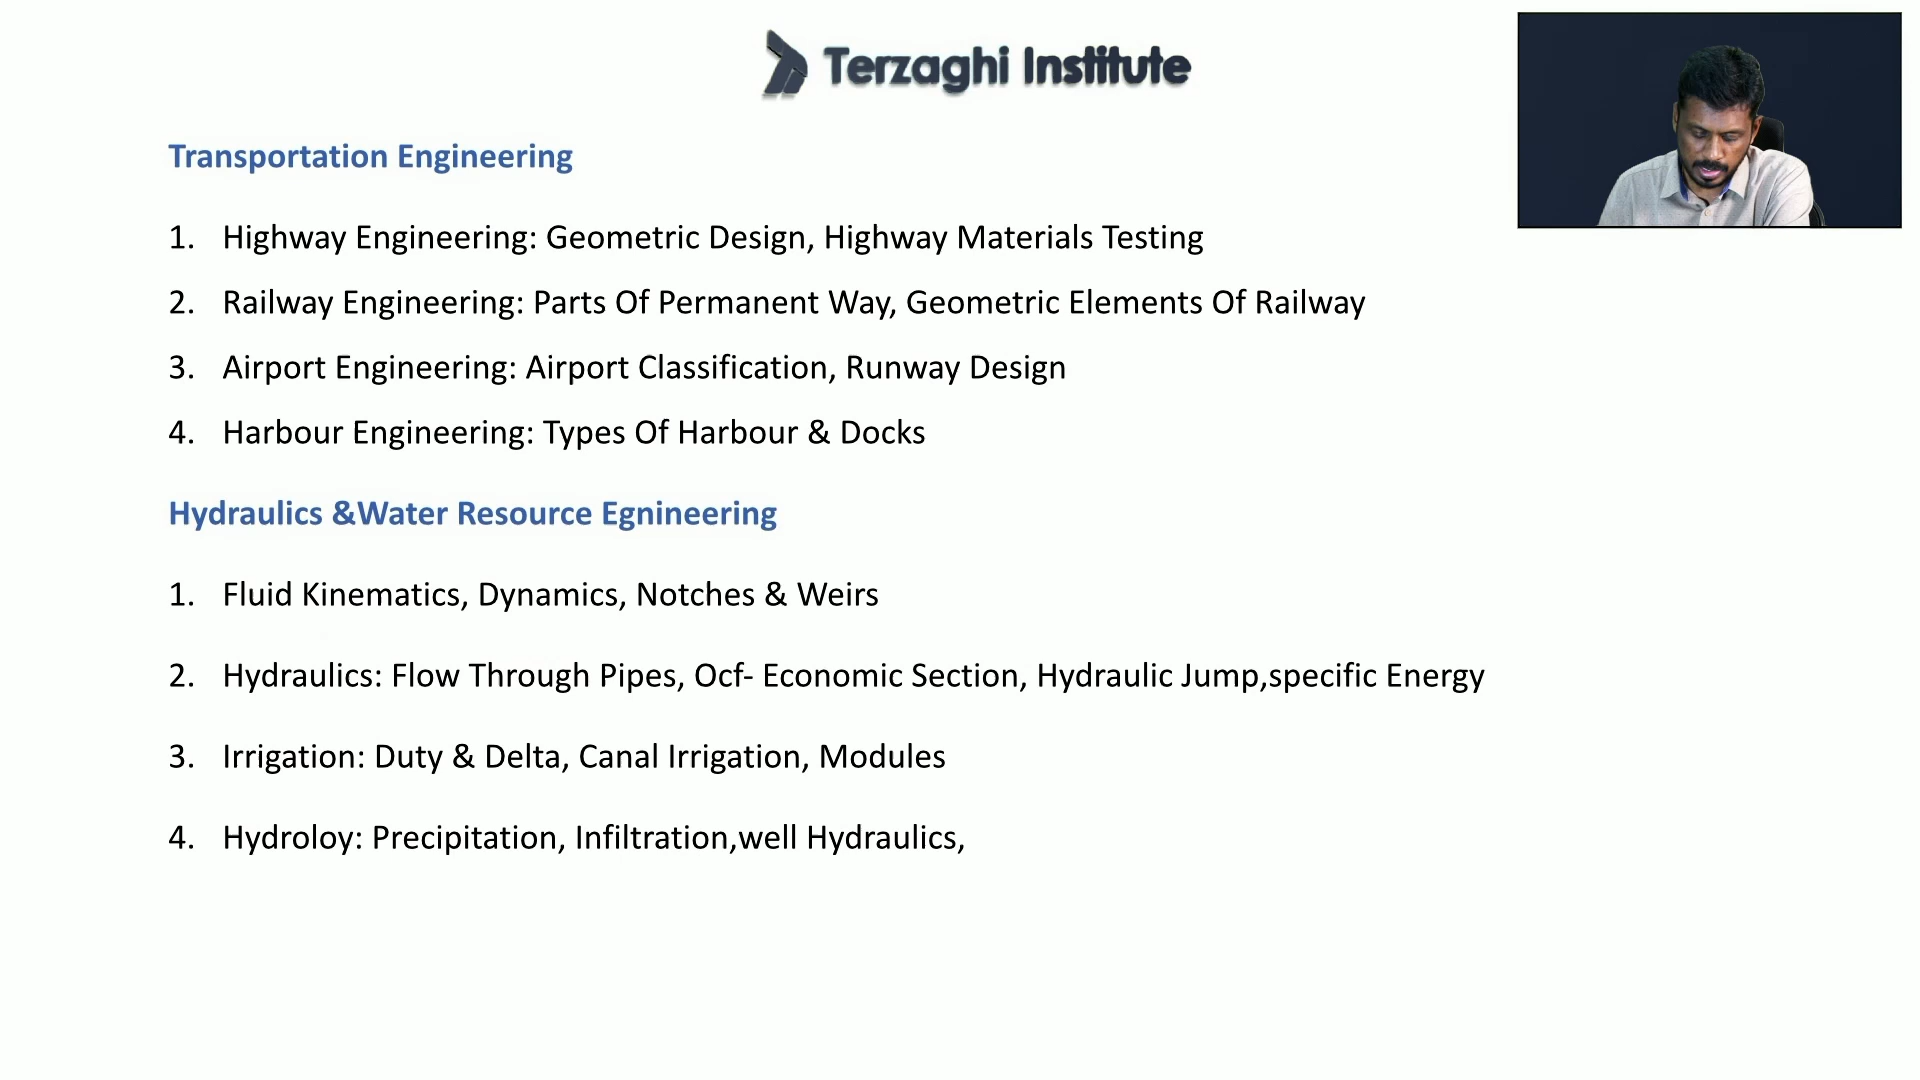 Terzaghi Institute
Transportation Engineering
1. Highway Engineering: Geometric Design, Highway Materials Testing
2. Railway Engineering: Parts Of Permanent Way, Geometric Elements Of Railway
3. Airport Engineering: Airport Classification, Runway Design
4. Harbour Engineering: Types Of Harbour & Docks
Hydraulics &Water Resource Egnineering
1. Fluid Kinematics, Dynamics, Notches & Weirs
2. Hydraulics: Flow Through Pipes, Ocf- Economic Section, Hydraulic Jump,specific Energy
3. Irrigation: Duty & Delta, Canal Irrigation, Modules
4. Hydroloy: Precipitation, Infiltration,well Hydraulics,